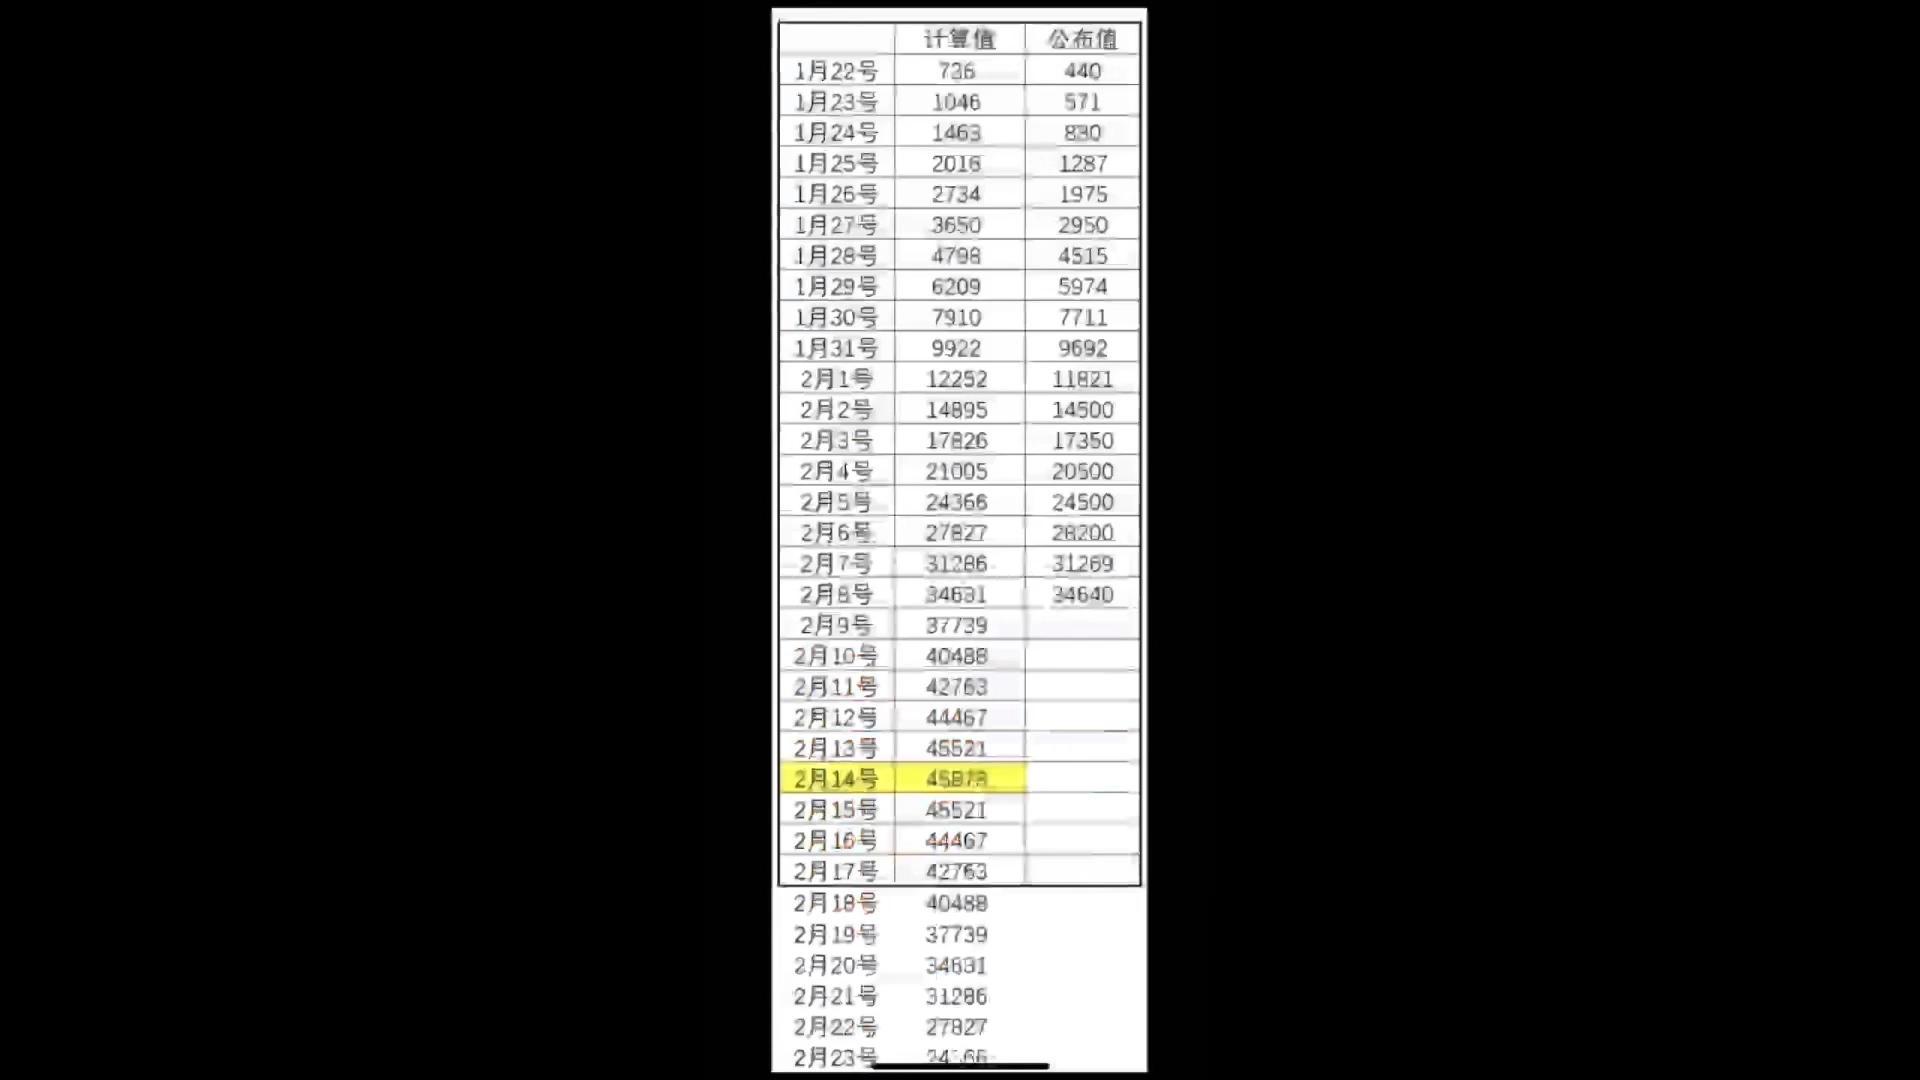 计算值 公布值
1月22号 736 440
1月23号 1046 571
1月24号 1463 830
1月25号 2016 1287
1月26号 2734 1975
1月27号 3650 2950
1月28号 4798 4515
1月29号 6209 5974
1月30号 7910 7711
1月31号 9922 9692
2月1号 12252 11821
2月2号 14895 14500
2月3号 17826 17350
2月4号 21005 20500
2月5号 24366 24500
2月6号 27827 28200
2月7号 31286 31269
2月8号 34631 34640
2月9号 37739
2月10号 40488
2月11号 42763
2月12号 44467
2月13号 45521
2月14号 45878
2月15号 45521
2月16号 44467
2月17号 42763
2月18号 40488
2月19号 37739
2月20号 34631
2月21号 31286
2月22号 27827
2月23号